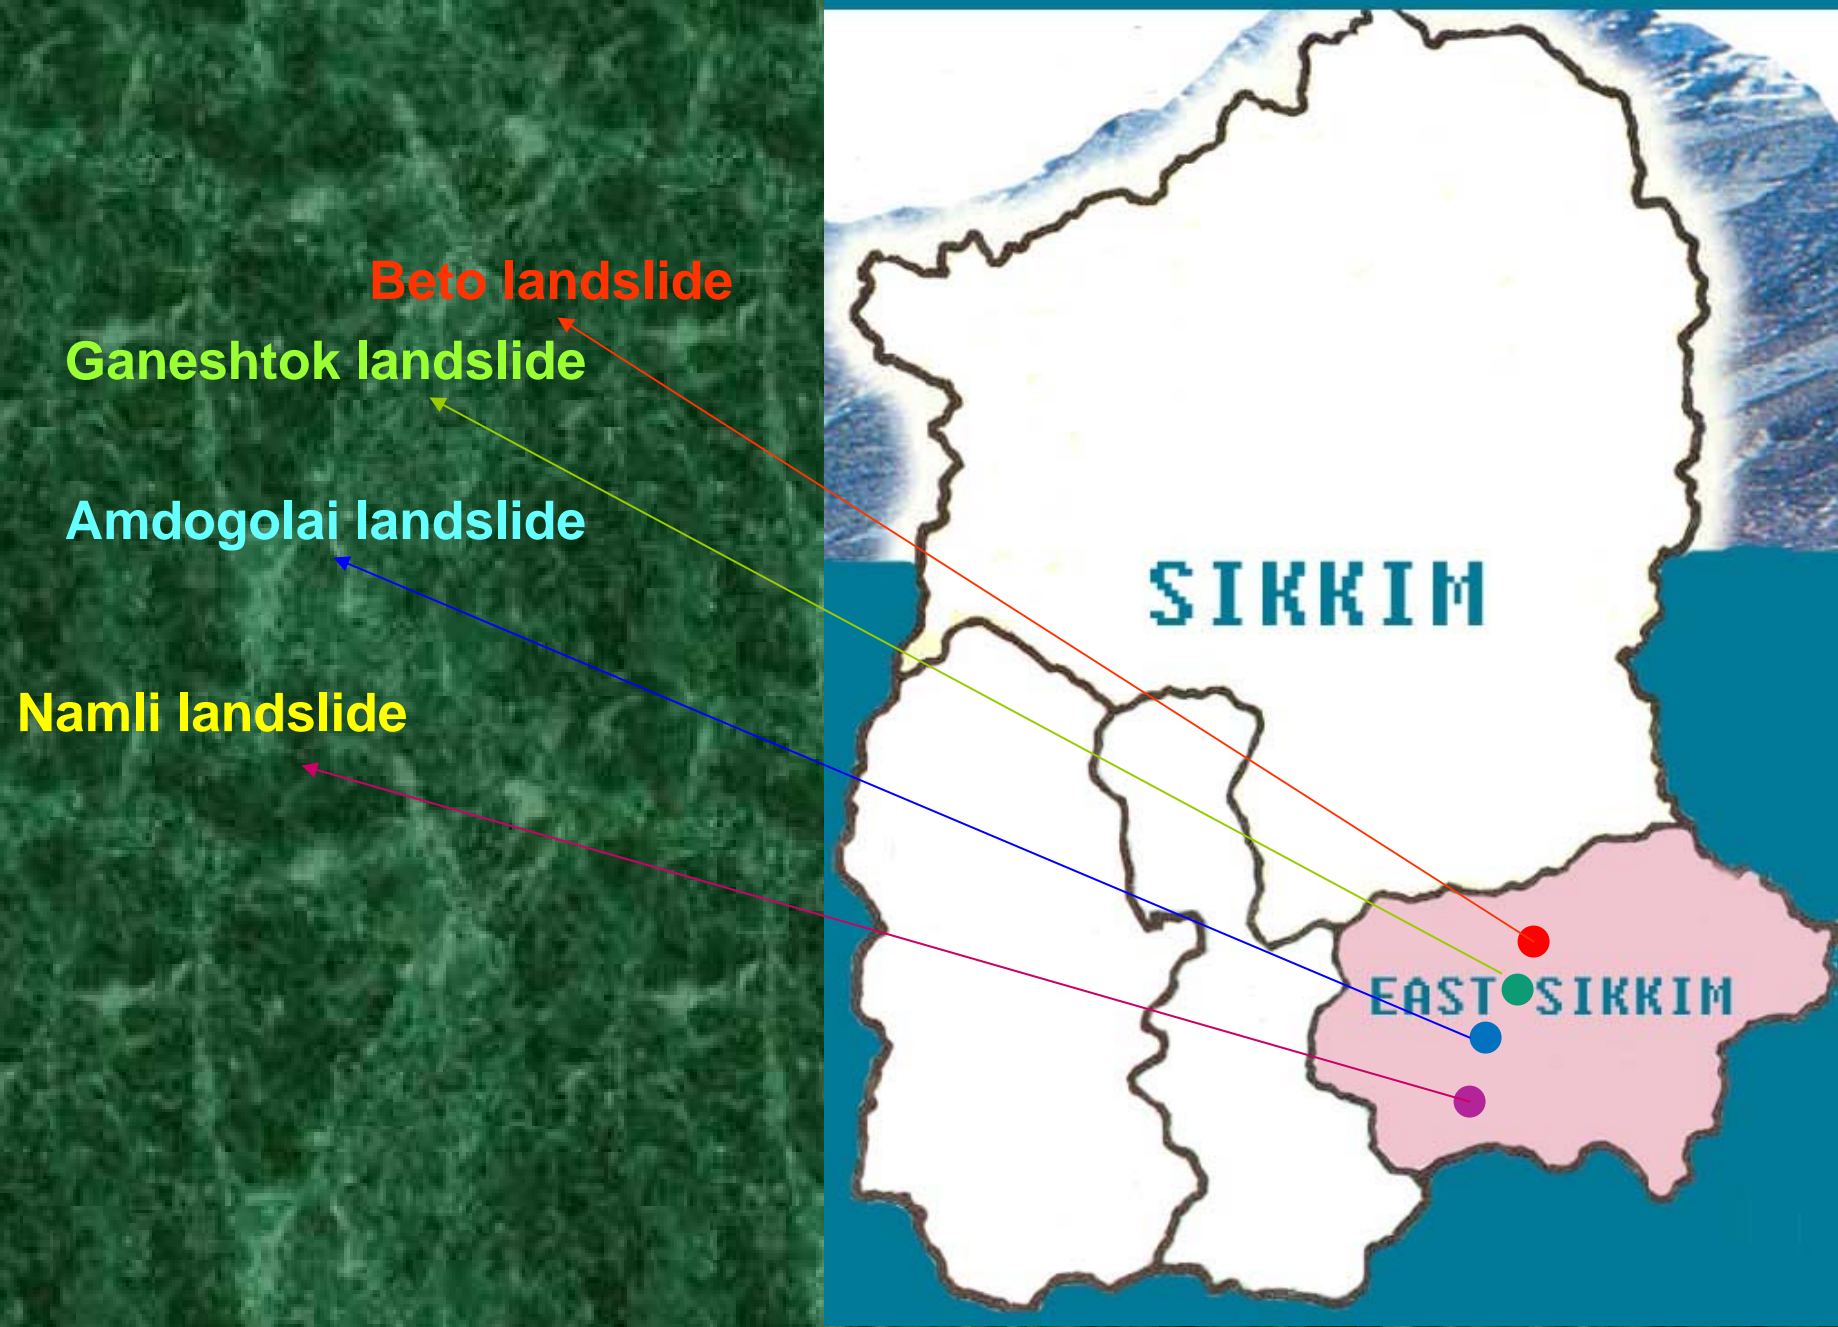 Beto landslide
Ganeshtok landslide
Amdogolai landslide
SIKKIM
Namli landslide
EAST SIKKIM